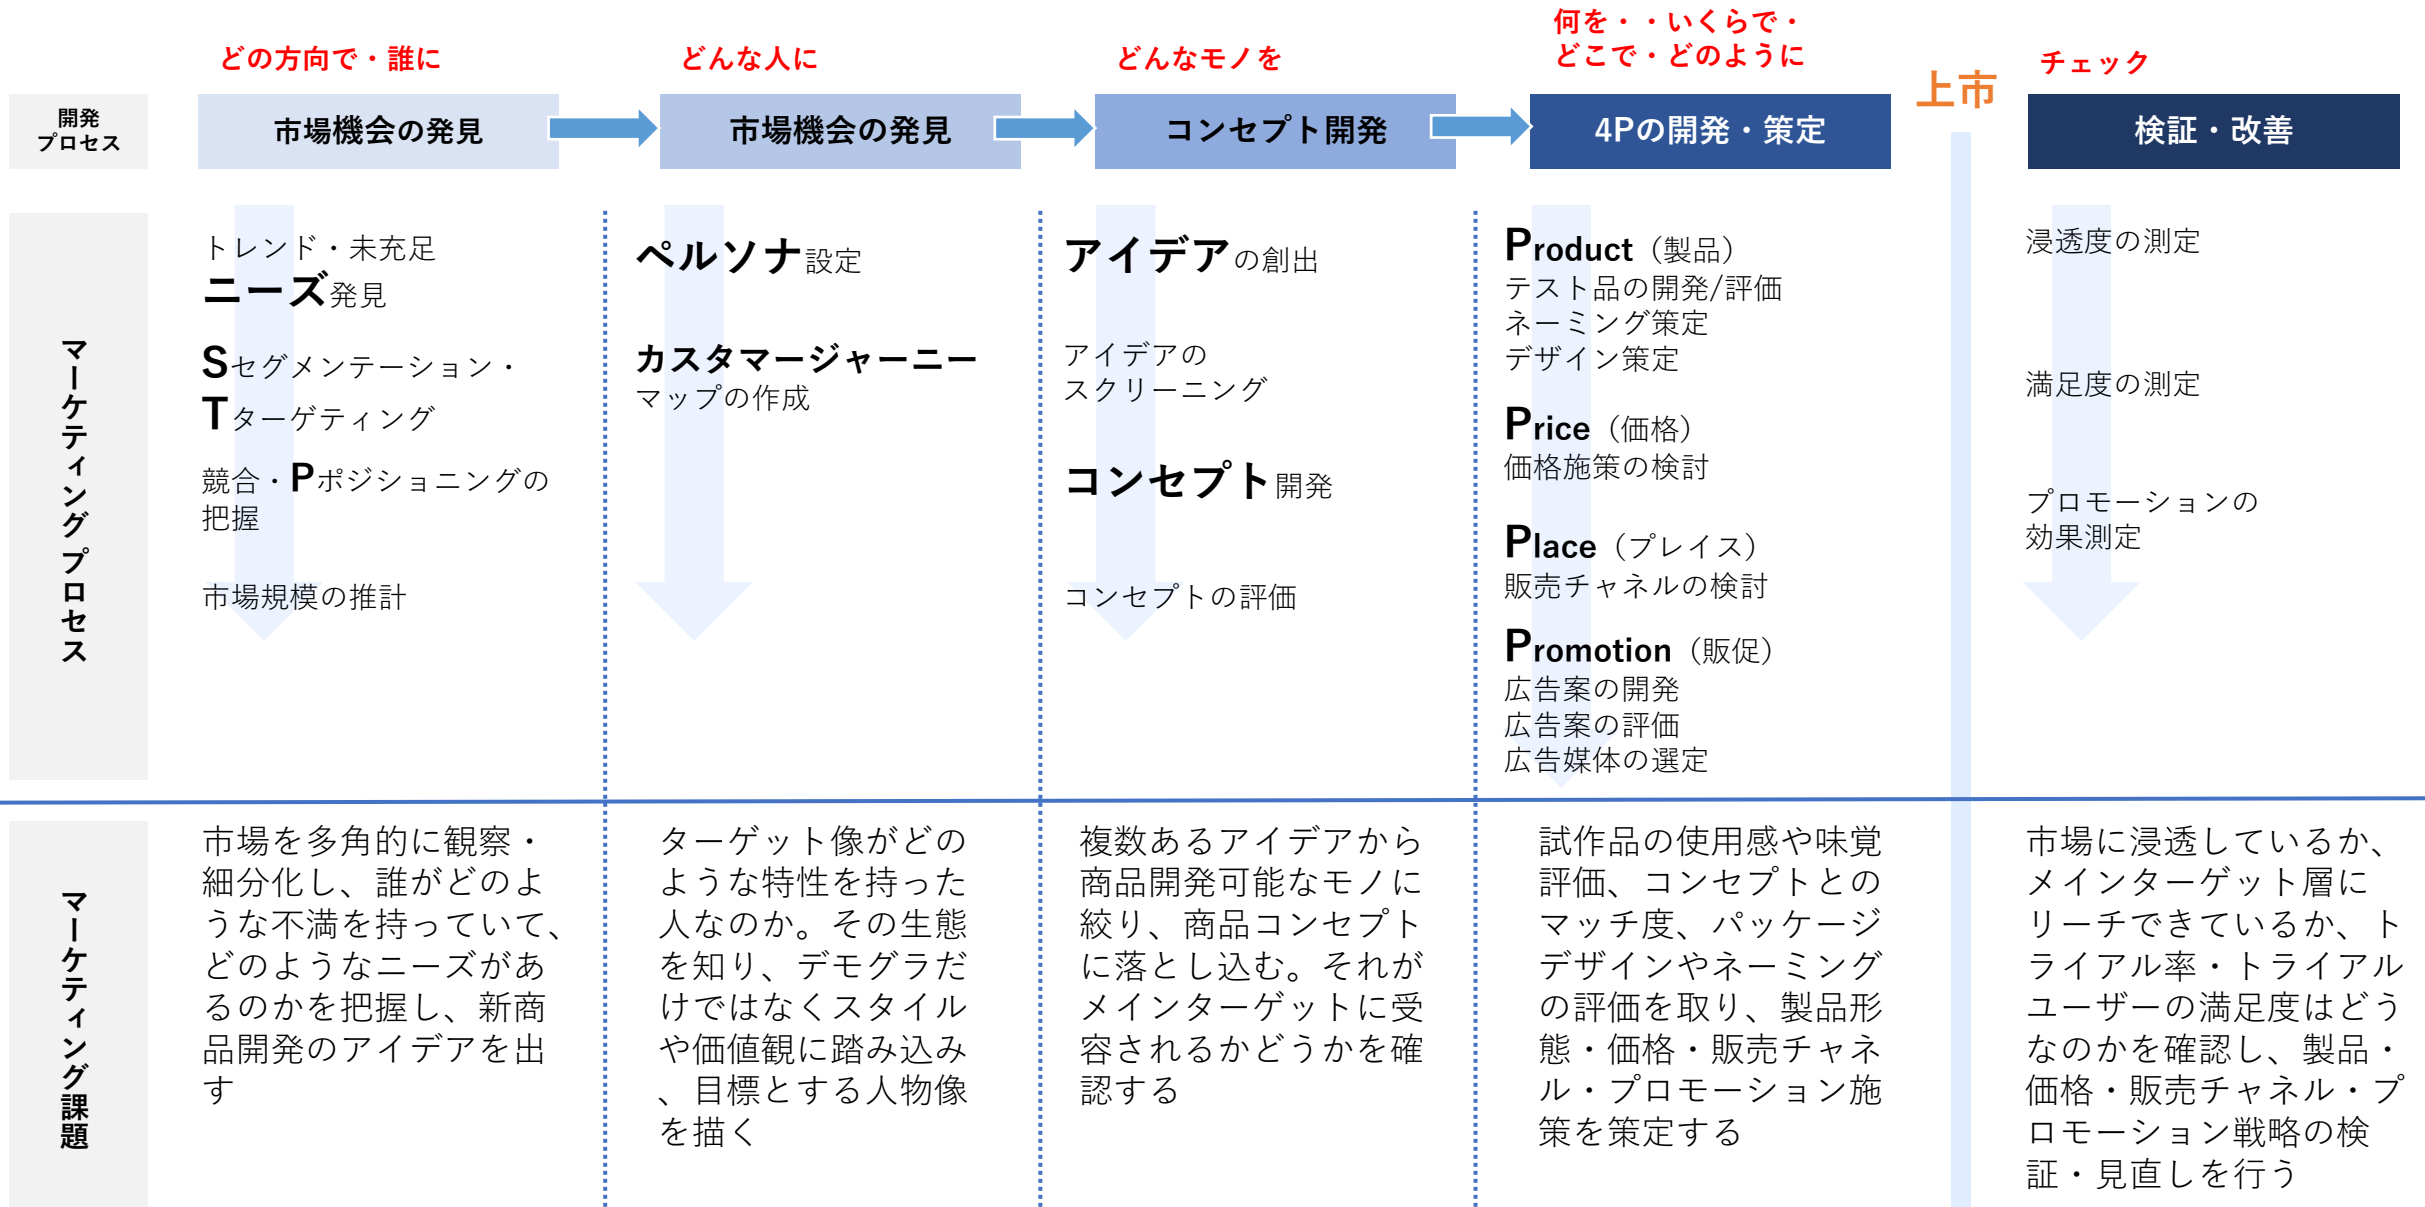 どの方向で・誰に
どんな人に
どんなモノを
何を・・いくらで・
どこで・どのように
上市
チェック
開発
プロセス
市場機会の発見
市場機会の発見
コンセプト開発
4Pの開発・策定
検証・改善
マーケティングプロセス
トレンド・未充足
ニーズ発見
Sセグメンテーション・
Tターゲティング
競合・Pポジショニングの
把握
市場規模の推計
ペルソナ設定
カスタマージャーニー
マップの作成
アイデアの創出
アイデアの
スクリーニング
コンセプト開発
コンセプトの評価
Product（製品）
テスト品の開発/評価
ネーミング策定
デザイン策定
Price（価格）
価格施策の検討
Place（プレイス）
販売チャネルの検討
Promotion（販促）
広告案の開発
広告案の評価
広告媒体の選定
浸透度の測定
満足度の測定
プロモーションの
効果測定
マーケティング課題
市場を多角的に観察・
細分化し、誰がどのよ
うな不満を持っていて、
どのようなニーズがあ
るのかを把握し、新商
品開発のアイデアを出
す
ターゲット像がどの
ような特性を持った
人なのか。その生態
を知り、デモグラだ
けではなくスタイル
や価値観に踏み込み
、目標とする人物像
を描く
複数あるアイデアから
商品開発可能なモノに
絞り、商品コンセプト
に落とし込む。それが
メインターゲットに受
容されるかどうかを確
認する
試作品の使用感や味覚
評価、コンセプトとの
マッチ度、パッケージ
デザインやネーミング
の評価を取り、製品形
態・価格・販売チャネ
ル・プロモーション施
策を策定する
市場に浸透しているか、
メインターゲット層に
リーチできているか、ト
ライアル率・トライアル
ユーザーの満足度はどう
なのかを確認し、製品・
価格・販売チャネル・プ
ロモーション戦略の検
証・見直しを行う